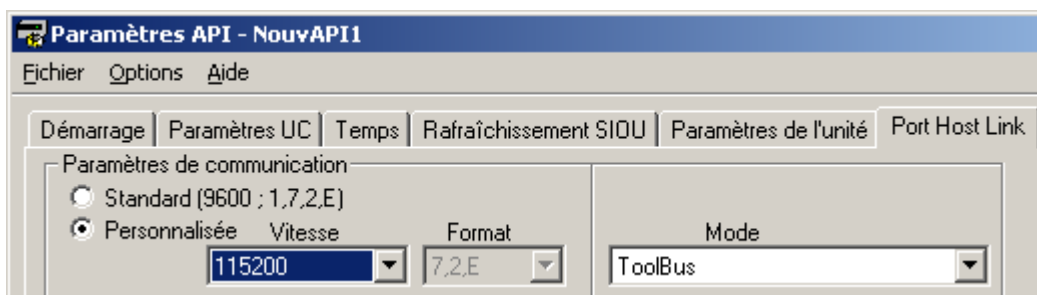 Paramètres API - NouvAPI1
Fichier Options Aide
Démarrage Paramètres UC Temps Rafraîchissement SIOU Paramètres de l'unité Port Host Link
Paramètres de communication
Standard (9600 ; 1,7,2,E)
Personnalisée Vitesse Format Mode
115200 7,2,E ToolBus